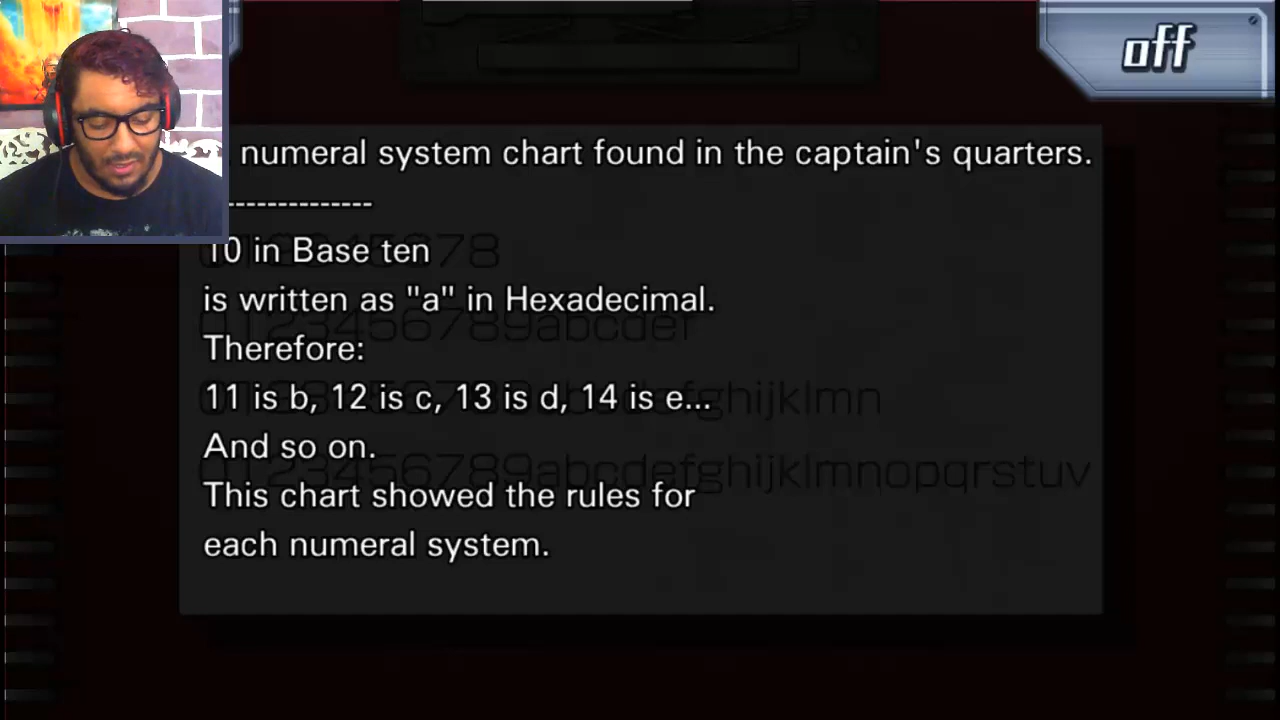 off
numeral system chart found in the captain's quarters.
--------------
10 in Base ten
is written as "a" in Hexadecimal.
Therefore:
11 is b, 12 is c, 13 is d, 14 is e...
And so on.
This chart showed the rules for
each numeral system.